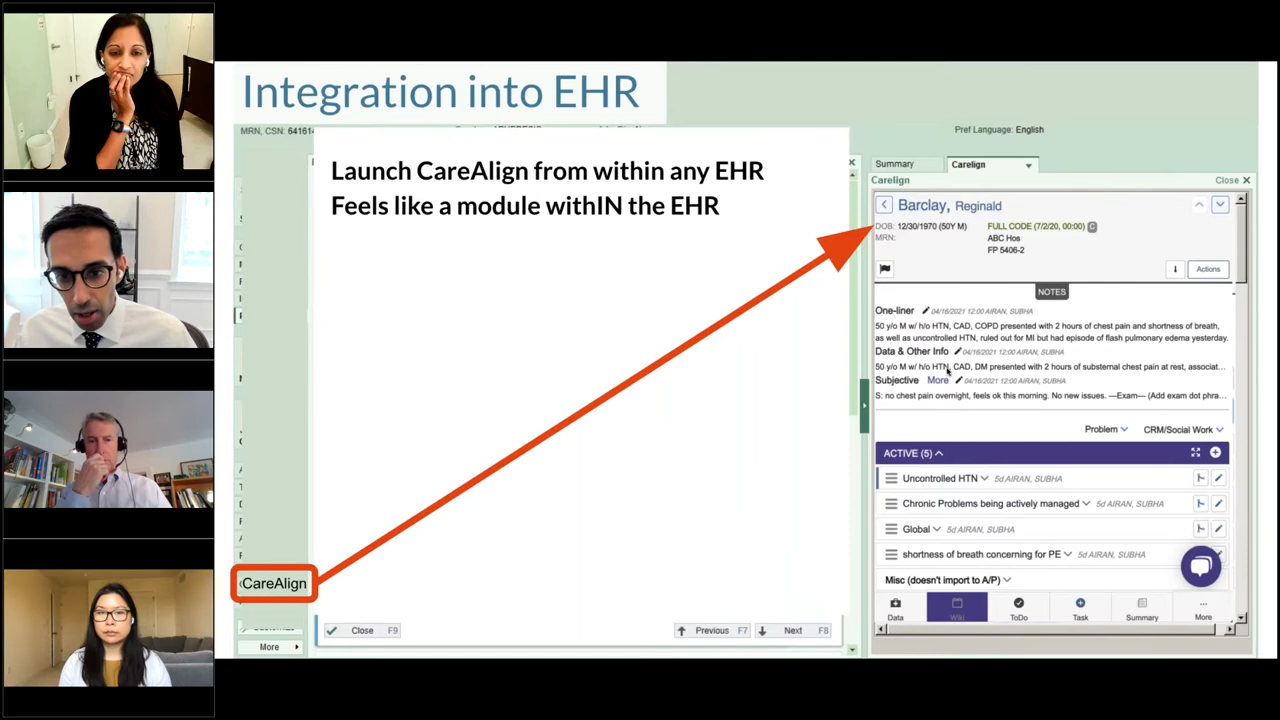 Integration into EHR
MRN, CSN: 64161
Pref Language: English
Launch CareAlign from within any EHR
Feels like a module withIN the EHR
CareAlign
More
Close F9
Previous F7
Next F8
Summary
Carelign
Carelign
Close
Barclay, Reginald
DOB: 12/30/1970 (50Y M)
FULL CODE (7/2/20, 00:00) C
MRN:
ABC Hos
FP 5406-2
Actions
NOTES
One-liner 04/16/2021 12:00 AIRAN, SUBHA
50 y/o M w/ h/o HTN, CAD, COPD presented with 2 hours of chest pain and shortness of breath,
as well as uncontrolled HTN, ruled out for MI but had episode of flash pulmonary edema yesterday.
Data & Other Info 04/16/2021 12:00 AIRAN, SUBHA
50 y/o M w/ h/o HTN, CAD, DM presented with 2 hours of substernal chest pain at rest, associat...
Subjective More 04/16/2021 12:00 AIRAN, SUBHA
S: no chest pain overnight, feels ok this morning. No new issues. —Exam— (Add exam dot phra...
Problem
CRM/Social Work
ACTIVE (5)
Uncontrolled HTN 5d AIRAN, SUBHA
Chronic Problems being actively managed 5d AIRAN, SUBHA
Global 5d AIRAN, SUBHA
shortness of breath concerning for PE 5d AIRAN, SUBHA
Misc (doesn't import to A/P)
Data
Wiki
ToDo
Task
Summary
More